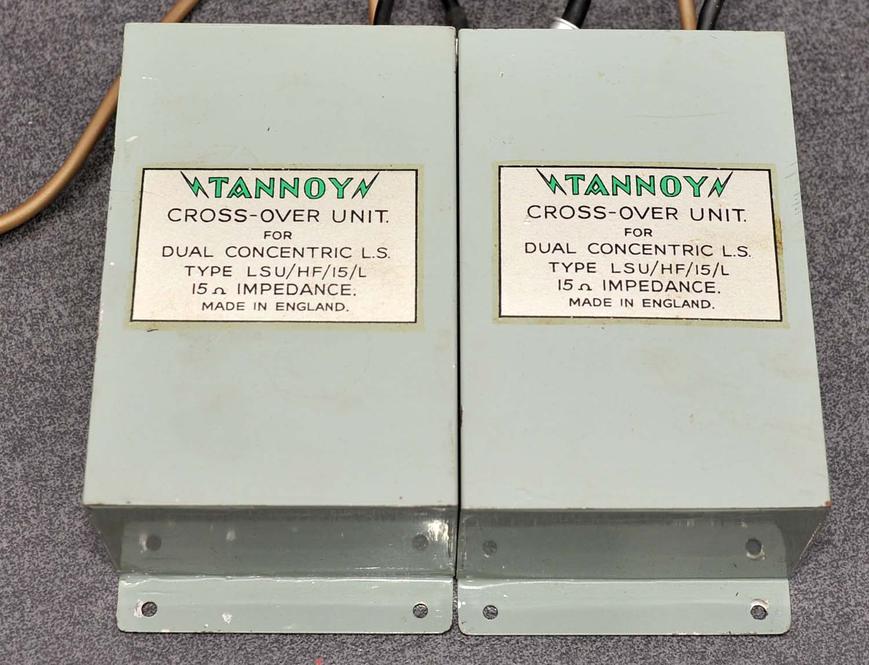 TANNOY
CROSS-OVER UNIT.
FOR
DUAL CONCENTRIC L.S.
TYPE LSU/HF/15/L
15 Ω IMPEDANCE.
MADE IN ENGLAND.
TANNOY
CROSS-OVER UNIT.
FOR
DUAL CONCENTRIC L.S.
TYPE LSU/HF/15/L
15 Ω IMPEDANCE.
MADE IN ENGLAND.